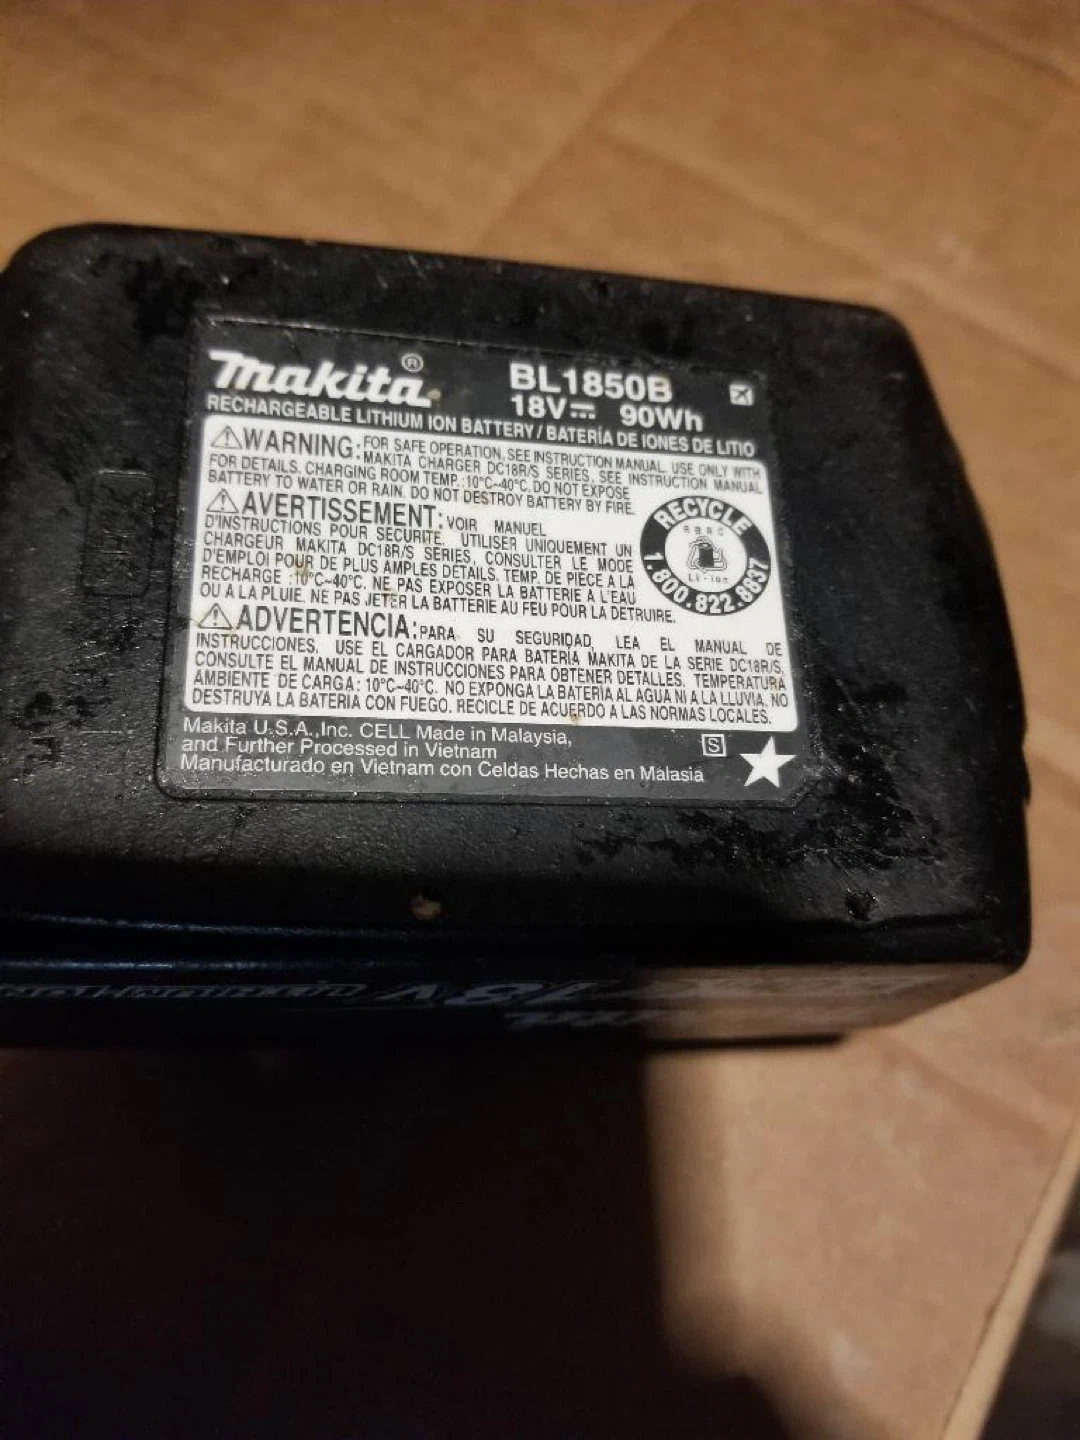 makita®
BL1850B
18V 90Wh
RECHARGEABLE LITHIUM ION BATTERY / BATERÍA DE IONES DE LITIO
WARNING: FOR SAFE OPERATION, SEE INSTRUCTION MANUAL. USE ONLY WITH
MAKITA CHARGER DC18R/S SERIES. SEE INSTRUCTION MANUAL
FOR DETAILS. CHARGING ROOM TEMP.:10°C~40°C. DO NOT EXPOSE
BATTERY TO WATER OR RAIN. DO NOT DESTROY BATTERY BY FIRE.
AVERTISSEMENT: VOIR MANUEL
D'INSTRUCTIONS POUR SECURITE. UTILISER UNIQUEMENT UN
CHARGEUR MAKITA DC18R/S SERIES, CONSULTER LE MODE
D'EMPLOI POUR DE PLUS AMPLES DETAILS. TEMP. DE PIECE A LA
RECHARGE :10°C~40°C. NE PAS EXPOSER LA BATTERIE A L'EAU
OU A LA PLUIE. NE PAS JETER LA BATTERIE AU FEU POUR LA DETRUIRE.
RECYCLE
RBRC
Li-ion
1.800.822.8837
ADVERTENCIA: PARA SU SEGURIDAD, LEA EL MANUAL DE
INSTRUCCIONES. USE EL CARGADOR PARA BATERÍA MAKITA DE LA SERIE DC18R/S.
CONSULTE EL MANUAL DE INSTRUCCIONES PARA OBTENER DETALLES. TEMPERATURA
AMBIENTE DE CARGA: 10°C~40°C. NO EXPONGA LA BATERÍA AL AGUA NI A LA LLUVIA. NO
DESTRUYA LA BATERÍA CON FUEGO. RECICLE DE ACUERDO A LAS NORMAS LOCALES.
Makita U.S.A.,Inc. CELL Made in Malaysia,
and Further Processed in Vietnam
Manufacturado en Vietnam con Celdas Hechas en Malasia
S
18V